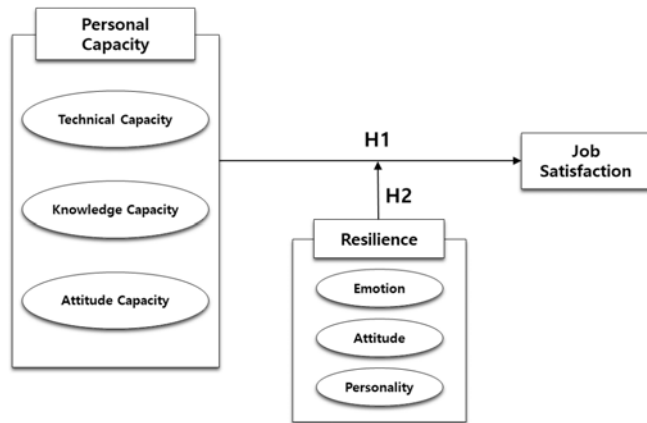 Personal
Capacity
Technical Capacity
Knowledge Capacity
Attitude Capacity
H1
H2
Job
Satisfaction
Resilience
Emotion
Attitude
Personality